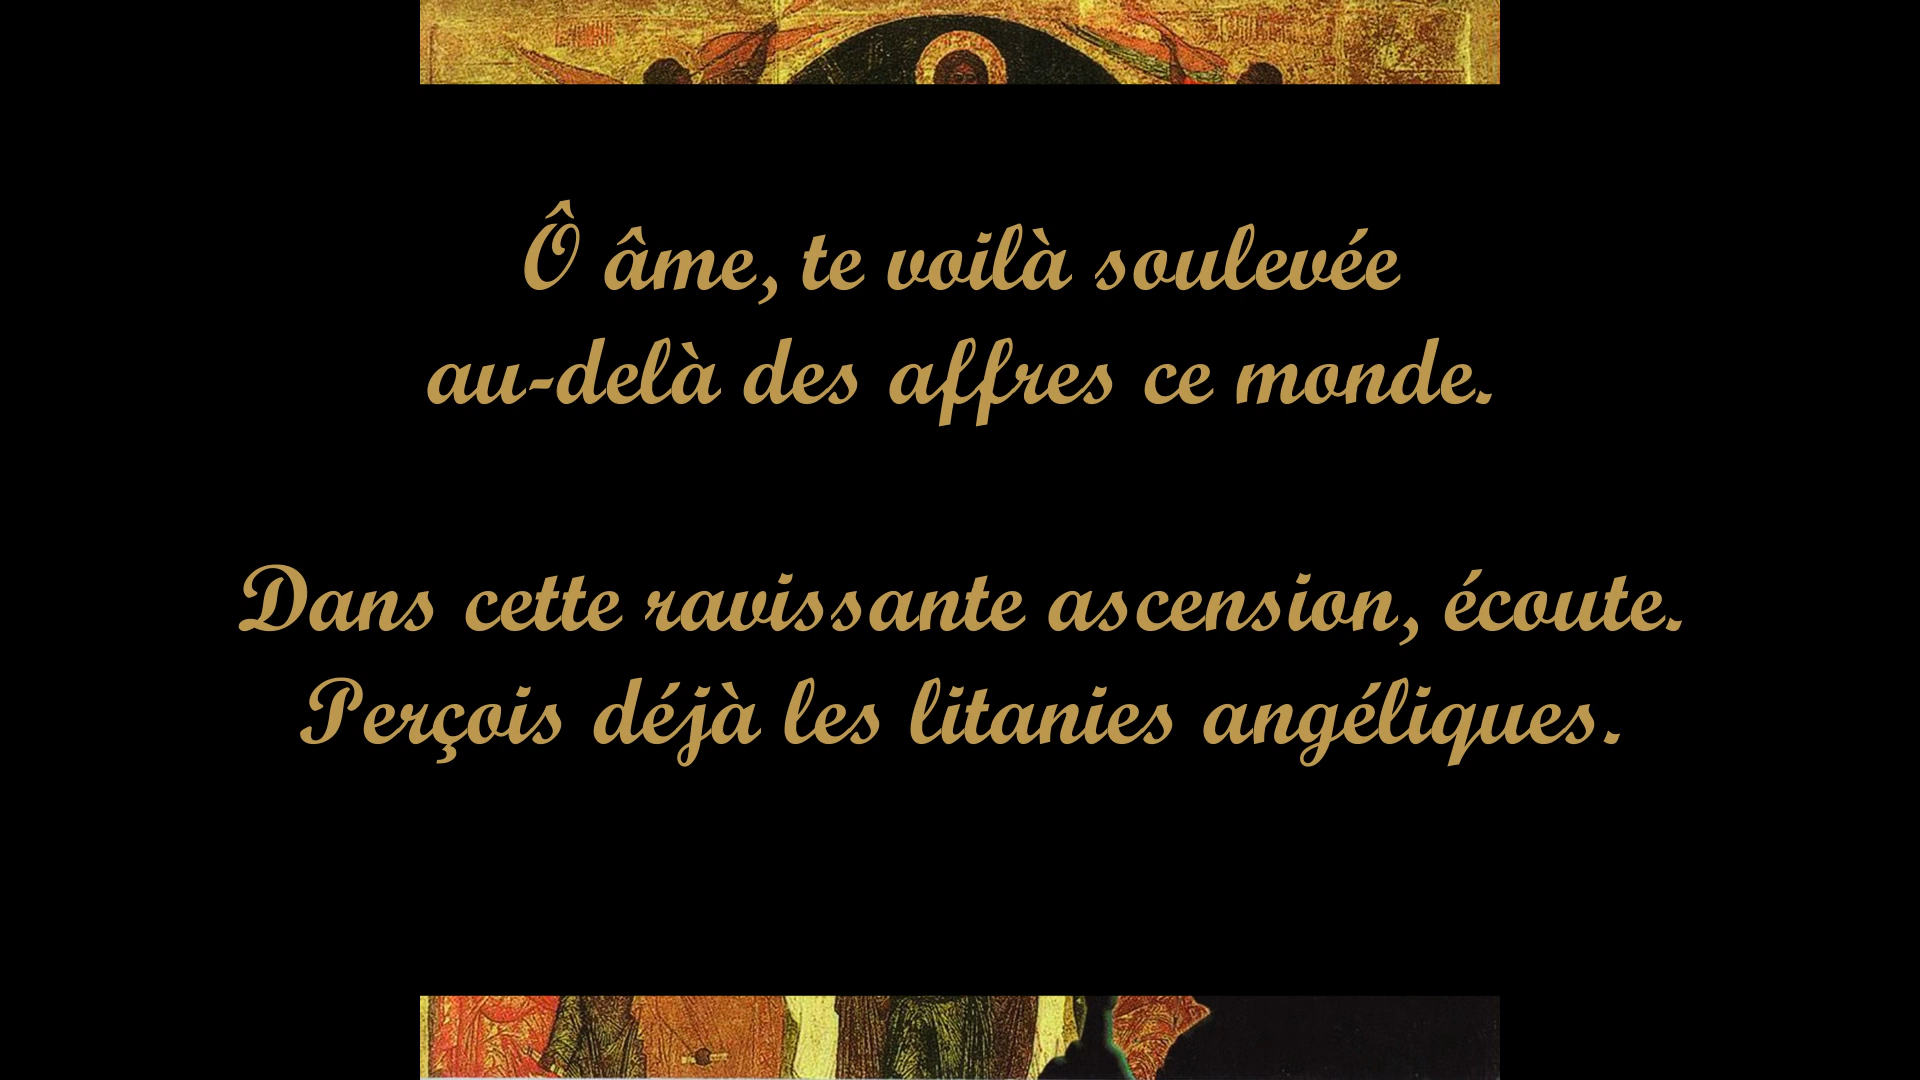 Ô âme, te voilà soulevée
au-delà des affres ce monde.
Dans cette ravissante ascension, écoute.
Perçois déjà les litanies angéliques.